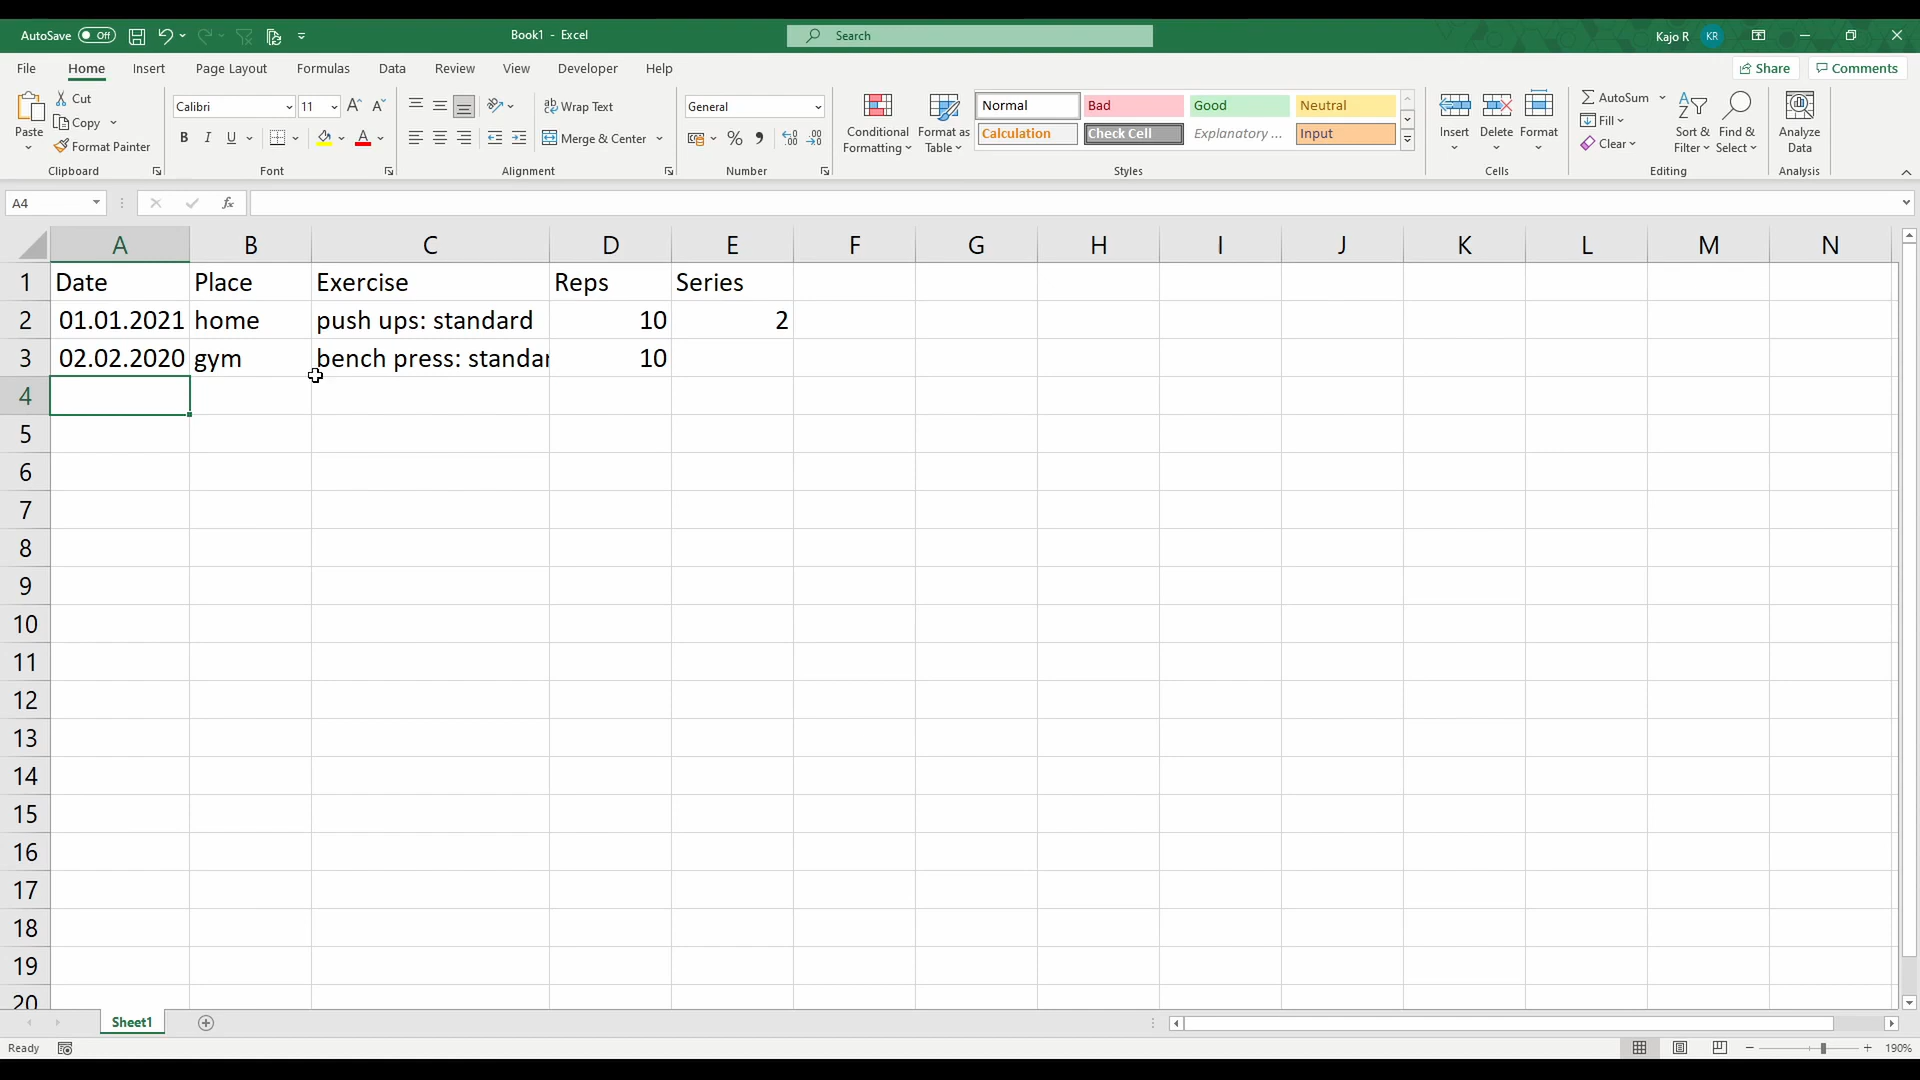 AutoSave Off Book1 - Excel Search Kajo R KR
File Home Insert Page Layout Formulas Data Review View Developer Help Share Comments
Paste
Cut
Copy
Format Painter
Clipboard
Calibri 11
B I U
Font
Wrap Text
Merge & Center
Alignment
General
Number
Conditional Formatting
Format as Table
Normal Bad Good Neutral
Calculation Check Cell Explanatory ... Input
Styles
Insert Delete Format
Cells
AutoSum
Fill
Clear
Sort & Filter
Find & Select
Editing
Analyze Data
Analysis
A4 fx
A B C D E F G H I J K L M N
1 Date Place Exercise Reps Series
2 01.01.2021 home push ups: standard 10 2
3 02.02.2020 gym bench press: standar 10
4
5
6
7
8
9
10
11
12
13
14
15
16
17
18
19
20
Sheet1
Ready 190%